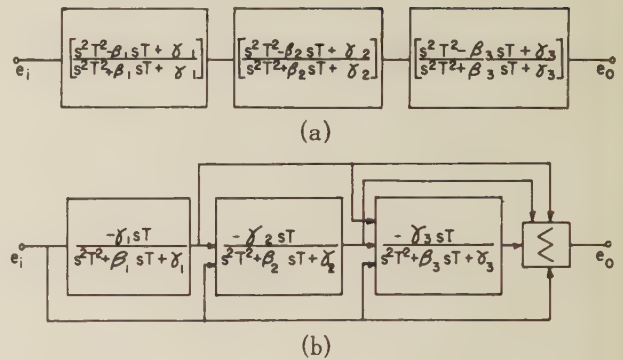 e_i [s²T²-β₁sT + γ₁ / s²T²+β₁sT + γ₁] [s²T²-β₂sT + γ₂ / s²T²+β₂sT + γ₂] [s²T²-β₃sT + γ₃ / s²T²+β₃sT + γ₃] e_o
(a)
e_i -γ₁sT / s²T²+β₁sT + γ₁ -γ₂sT / s²T²+β₂sT + γ₂ -γ₃sT / s²T²+β₃sT + γ₃ Σ e_o
(b)